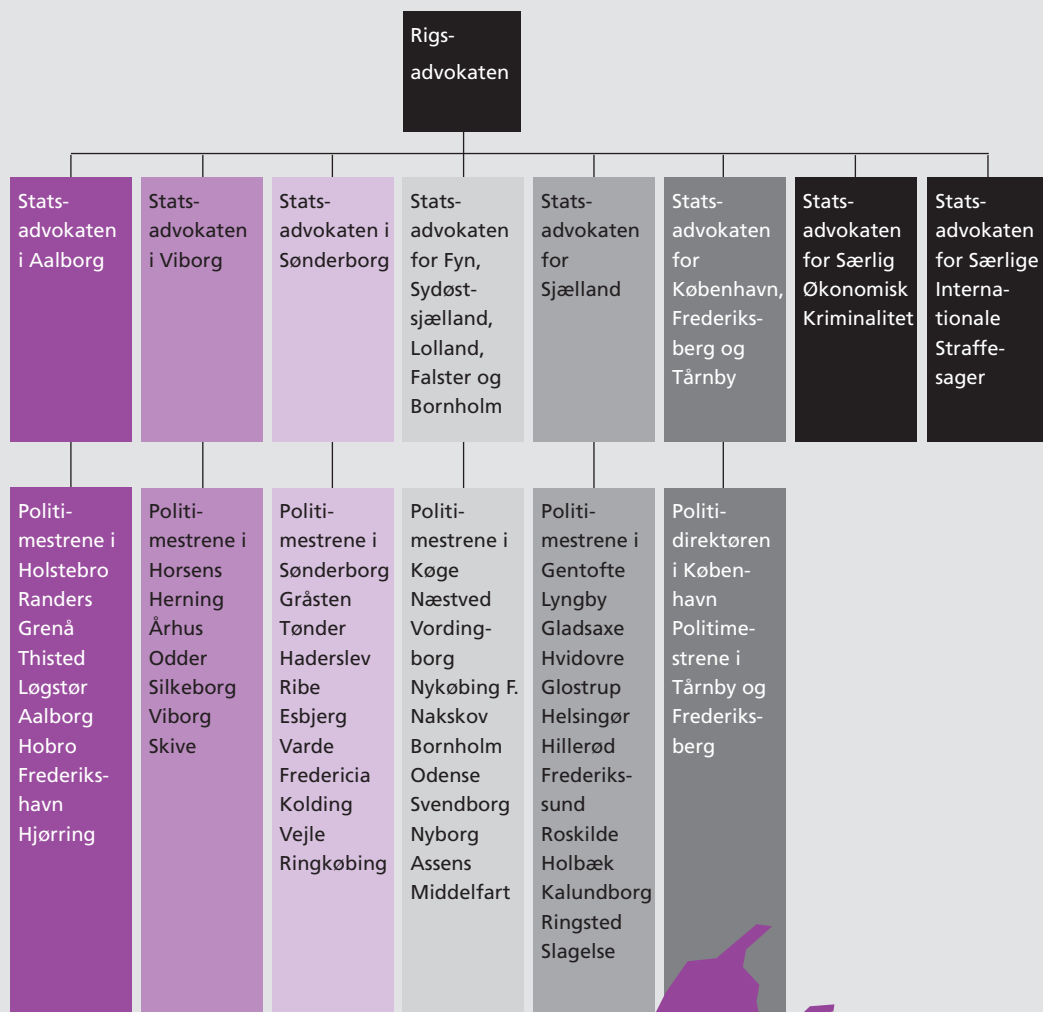 Rigs-
advokaten
Stats-
advokaten
i Aalborg
Stats-
advokaten
i Viborg
Stats-
advokaten i
Sønderborg
Stats-
advokaten
for Fyn,
Sydøst-
sjælland,
Lolland,
Falster og
Bornholm
Stats-
advokaten
for
Sjælland
Stats-
advokaten
for
København,
Frederiks-
berg og
Tårnby
Stats-
advokaten
for Særlig
Økonomisk
Kriminalitet
Stats-
advokaten
for Særlige
Interna-
tionale
Straffe-
sager
Politi-
mestrene i
Holstebro
Randers
Grenå
Thisted
Løgstør
Aalborg
Hobro
Frederiks-
havn
Hjørring
Politi-
mestrene i
Horsens
Herning
Århus
Odder
Silkeborg
Viborg
Skive
Politi-
mestrene i
Sønderborg
Gråsten
Tønder
Haderslev
Ribe
Esbjerg
Varde
Fredericia
Kolding
Vejle
Ringkøbing
Politi-
mestrene i
Køge
Næstved
Vording-
borg
Nykøbing F.
Nakskov
Bornholm
Odense
Svendborg
Nyborg
Assens
Middelfart
Politi-
mestrene i
Gentofte
Lyngby
Gladsaxe
Hvidovre
Glostrup
Helsingør
Hillerød
Frederiks-
sund
Roskilde
Holbæk
Kalundborg
Ringsted
Slagelse
Politi-
direktøren
i Køben-
havn
Politime-
strene i
Tårnby og
Frederiks-
berg